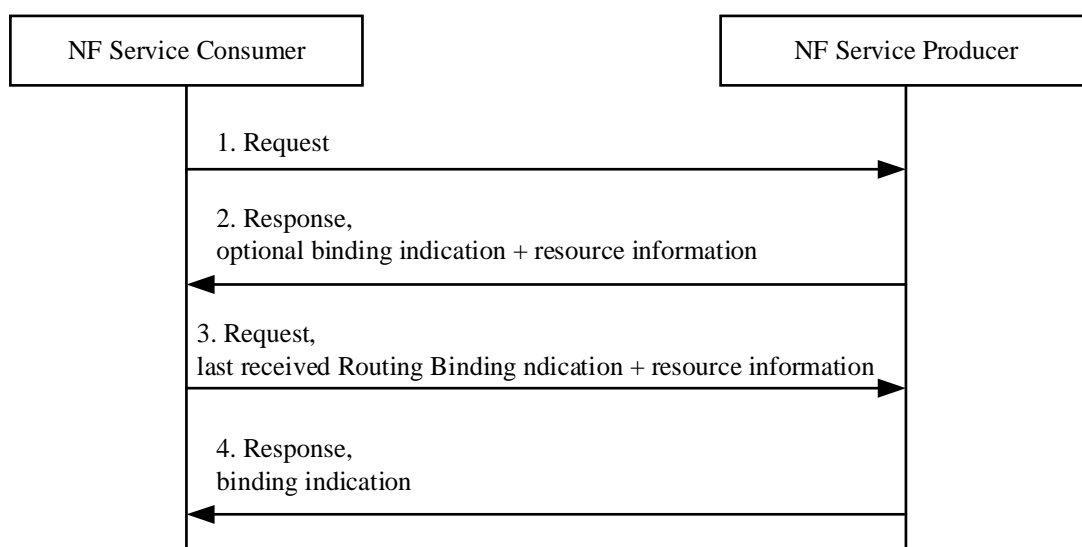 NF Service Consumer
NF Service Producer
1. Request
2. Response,
optional binding indication + resource information
3. Request,
last received Routing Binding ndication + resource information
4. Response,
binding indication